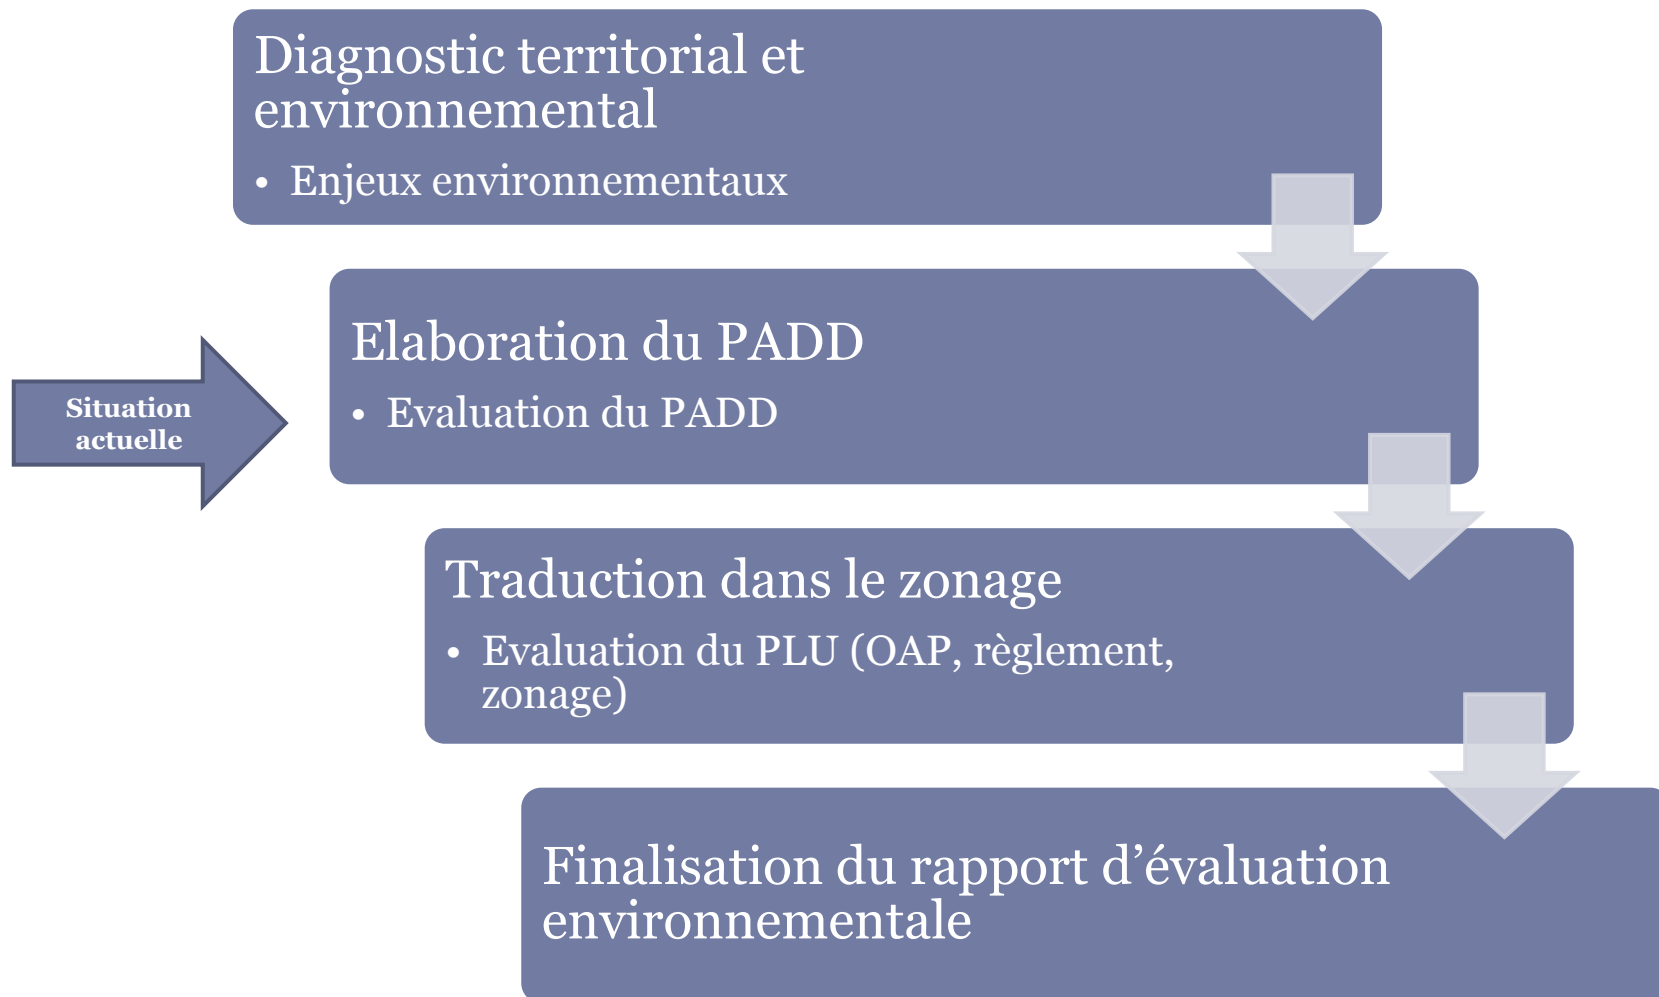 Diagnostic territorial et
environnemental
• Enjeux environnementaux
Elaboration du PADD
• Evaluation du PADD
Situation
actuelle
Traduction dans le zonage
• Evaluation du PLU (OAP, règlement,
zonage)
Finalisation du rapport d’évaluation
environnementale